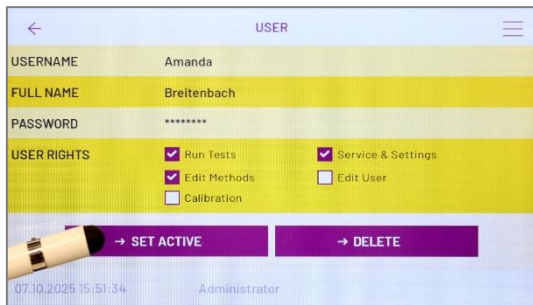 ← USER
USERNAME Amanda
FULL NAME Breitenbach
PASSWORD ********
USER RIGHTS Run Tests Service & Settings
Edit Methods Edit User
Calibration
→ SET ACTIVE → DELETE
07.10.2025 15:51:34 Administrator